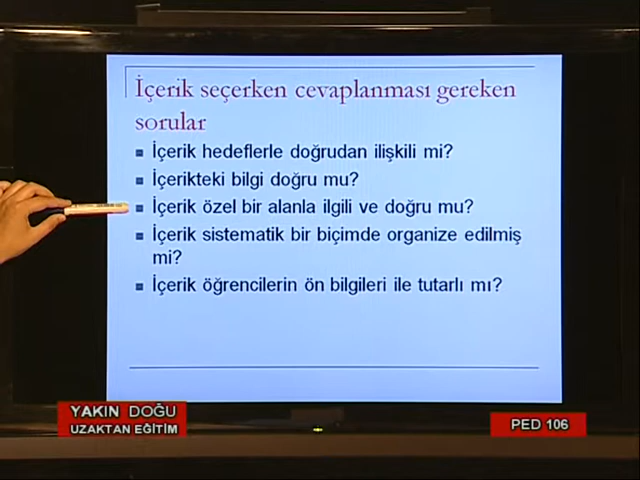 İçerik seçerken cevaplanması gereken
sorular
İçerik hedeflerle doğrudan ilişkili mi?
İçerikteki bilgi doğru mu?
İçerik özel bir alanla ilgili ve doğru mu?
İçerik sistematik bir biçimde organize edilmiş
mi?
İçerik öğrencilerin ön bilgileri ile tutarlı mı?
YAKIN DOĞU
UZAKTAN EĞİTİM
PED 106